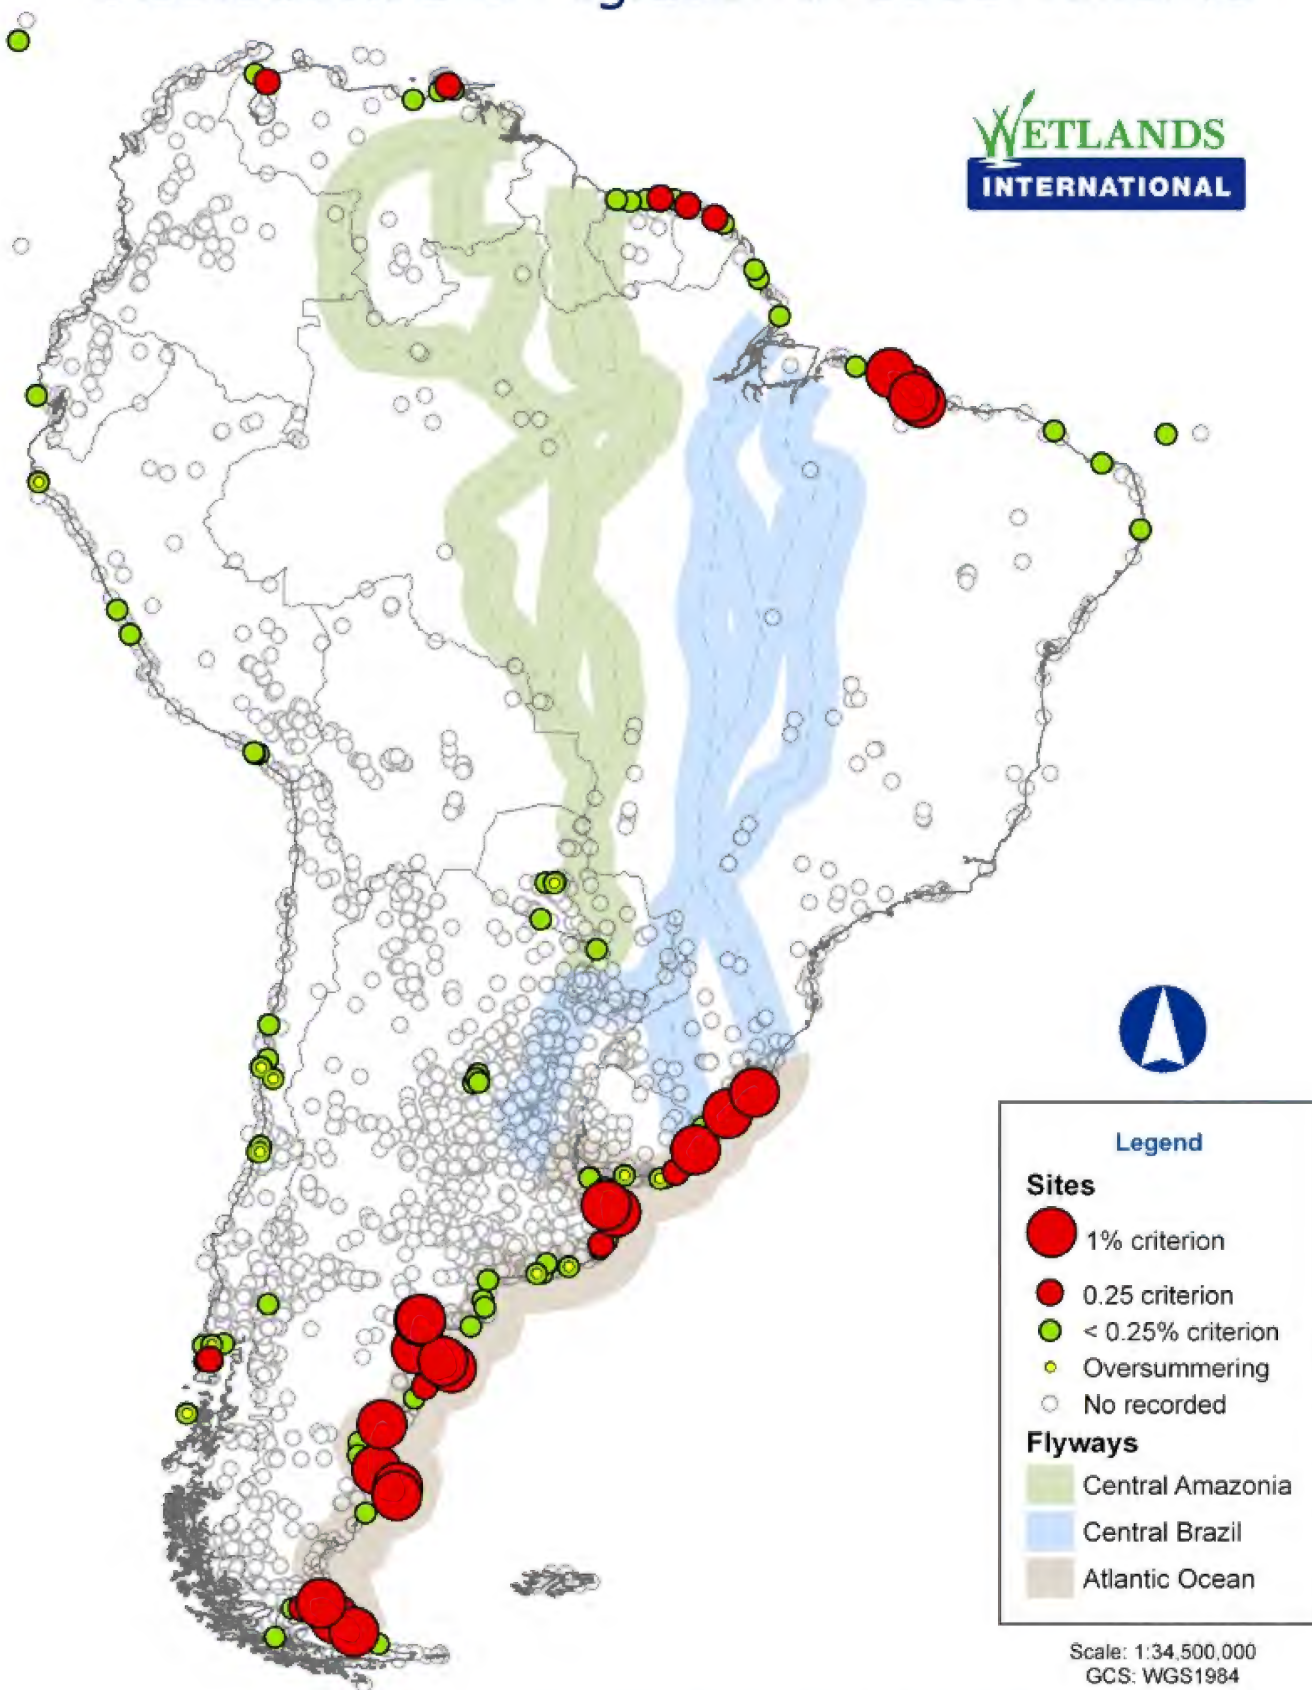 WETLANDS
INTERNATIONAL
Legend
Sites
1% criterion
0.25 criterion
< 0.25% criterion
Oversummering
No recorded
Flyways
Central Amazonia
Central Brazil
Atlantic Ocean
Scale: 1:34,500,000
GCS: WGS1984